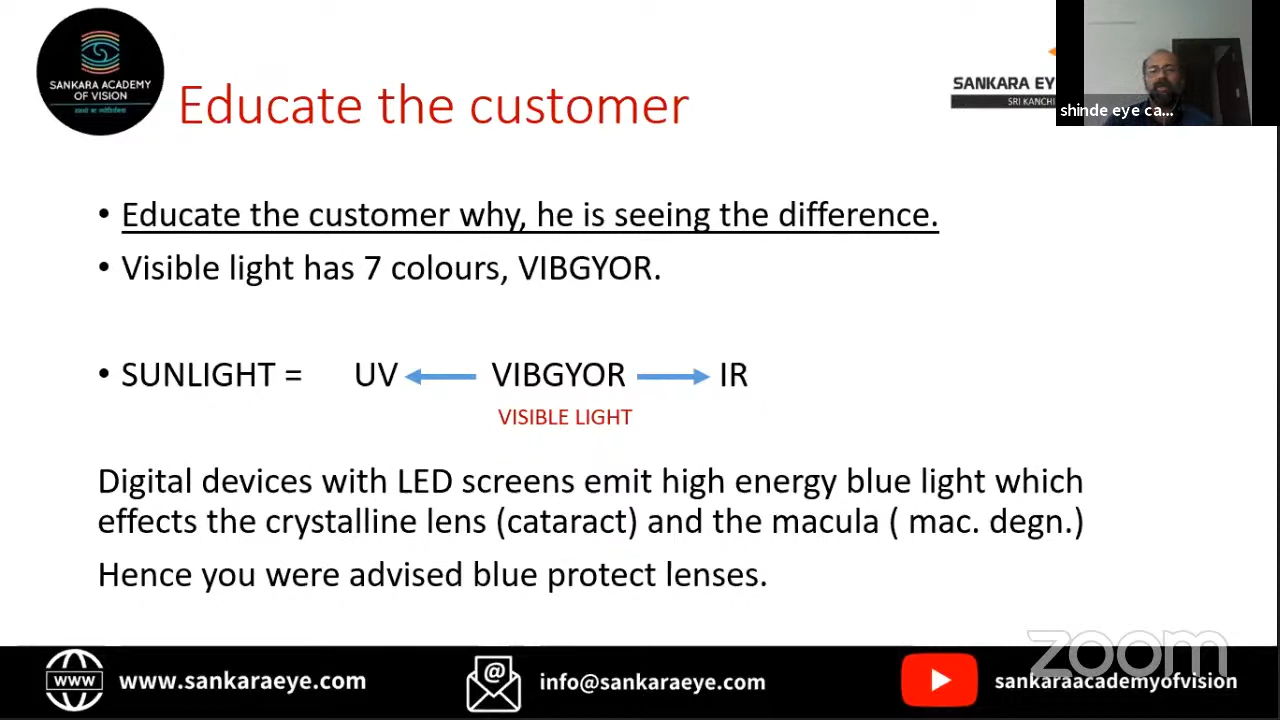 SANKARA ACADEMY
OF VISION
Educate the customer
SANKARA EY
SRI KANCHI
shinde eye ca...
• Educate the customer why, he is seeing the difference.
• Visible light has 7 colours, VIBGYOR.
• SUNLIGHT = UV VIBGYOR IR
VISIBLE LIGHT
Digital devices with LED screens emit high energy blue light which
effects the crystalline lens (cataract) and the macula ( mac. degn.)
Hence you were advised blue protect lenses.
zoom
www
www.sankaraeye.com
@
info@sankaraeye.com
sankaraacademyofvision